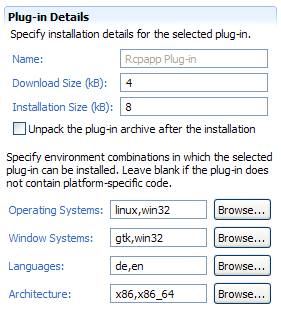 Plug-in Details
Specify installation details for the selected plug-in.
Name: Rcpapp Plug-in
Download Size (kB): 4
Installation Size (kB): 8
Unpack the plug-in archive after the installation
Specify environment combinations in which the selected
plug-in can be installed. Leave blank if the plug-in does
not contain platform-specific code.
Operating Systems: linux,win32 Browse...
Window Systems: gtk,win32 Browse...
Languages: de,en Browse...
Architecture: x86,x86_64 Browse...